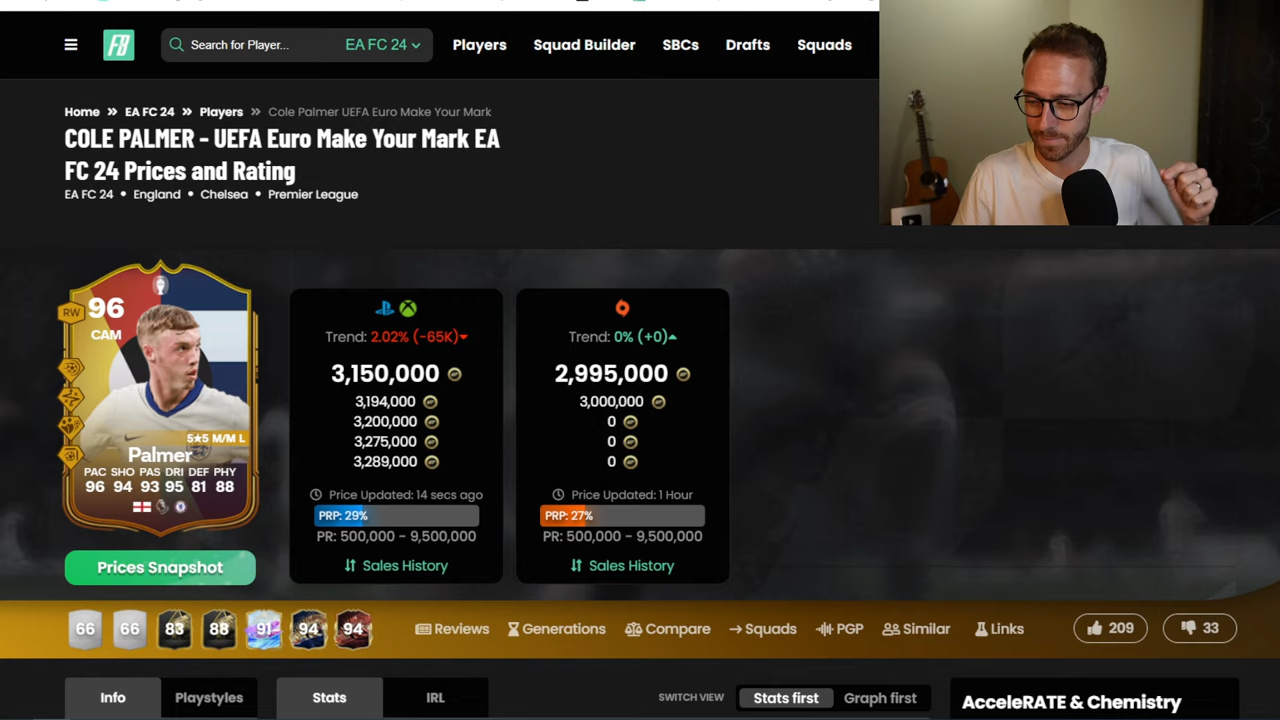 Search for Player...
EA FC 24
Players
Squad Builder
SBCs
Drafts
Squads
Home » EA FC 24 » Players » Cole Palmer UEFA Euro Make Your Mark
COLE PALMER - UEFA Euro Make Your Mark EA
FC 24 Prices and Rating
EA FC 24 • England • Chelsea • Premier League
RW
96
CAM
5★5 M/M L
Palmer
PAC SHO PAS DRI DEF PHY
96 94 93 95 81 88
Prices Snapshot
Trend: 2.02% (-65K)
3,150,000
3,194,000
3,200,000
3,275,000
3,289,000
Price Updated: 14 secs ago
PRP: 29%
PR: 500,000 - 9,500,000
Sales History
Trend: 0% (+0)
2,995,000
3,000,000
0
0
0
Price Updated: 1 Hour
PRP: 27%
PR: 500,000 - 9,500,000
Sales History
66
66
83
88
91
94
94
Reviews
Generations
Compare
Squads
PGP
Similar
Links
209
33
Info
Playstyles
Stats
IRL
SWITCH VIEW
Stats first
Graph first
AcceleRATE & Chemistry